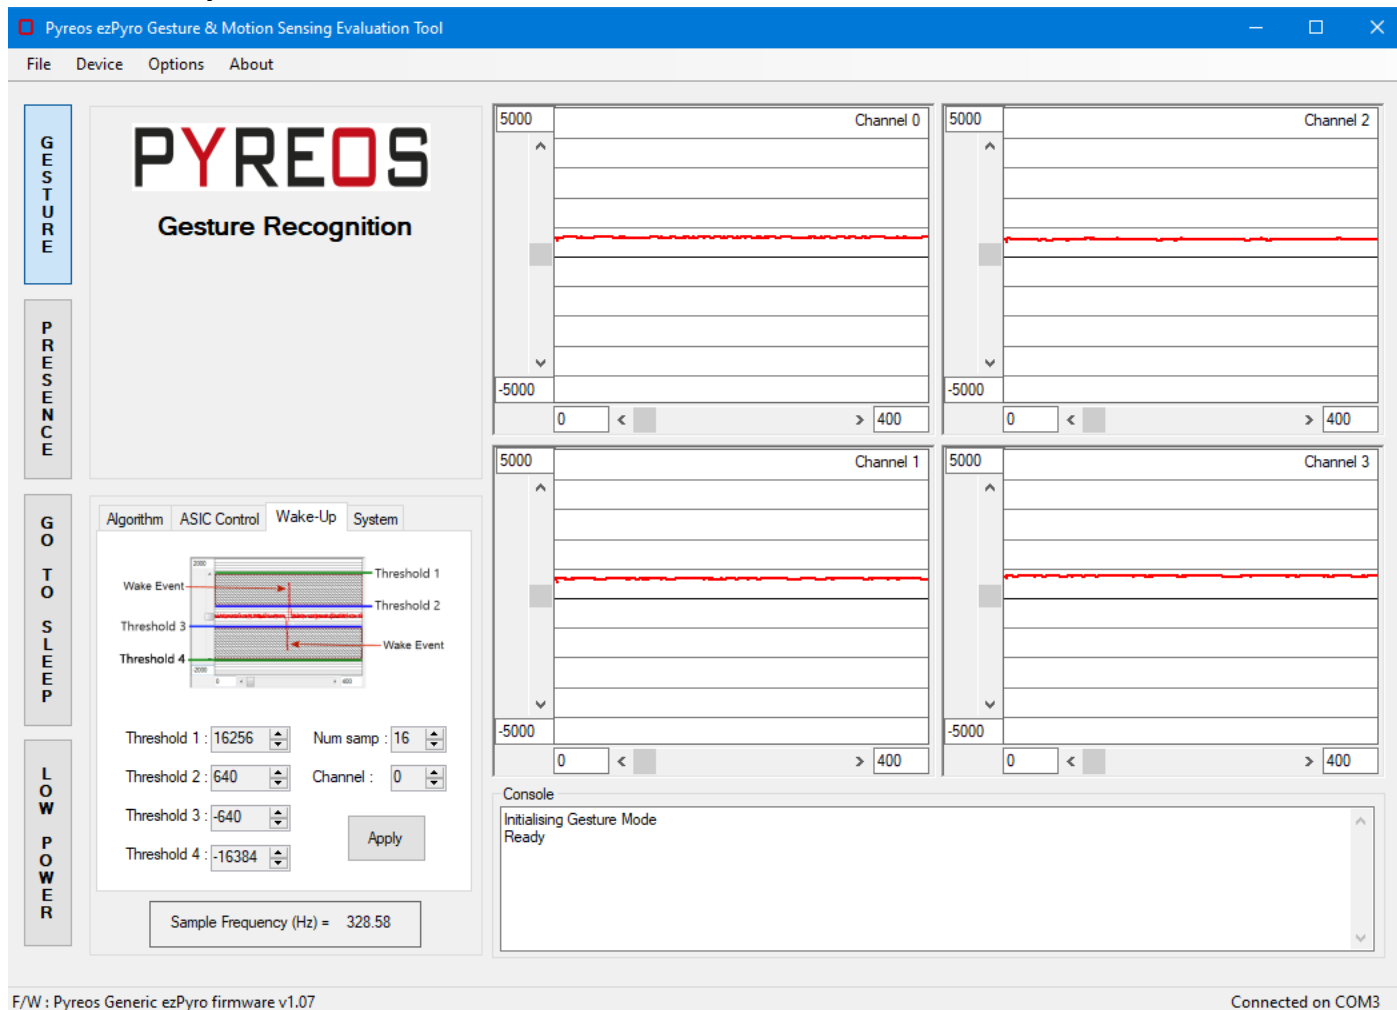 Pyreos ezPyro Gesture & Motion Sensing Evaluation Tool
File Device Options About
GESTURE
PRESENCE
GO TO SLEEP
LOW POWER
PYREOS
Gesture Recognition
Algorithm ASIC Control Wake-Up System
2000
Wake Event
Threshold 1
Threshold 2
Threshold 3
Wake Event
Threshold 4
-2000
0 400
Threshold 1 : 16256 Num samp : 16
Threshold 2 : 640 Channel : 0
Threshold 3 : -640
Apply
Threshold 4 : -16384
Sample Frequency (Hz) = 328.58
5000 Channel 0
-5000
0 < > 400
5000 Channel 2
-5000
0 < > 400
5000 Channel 1
-5000
0 < > 400
5000 Channel 3
-5000
0 < > 400
Console
Initialising Gesture Mode
Ready
F/W : Pyreos Generic ezPyro firmware v1.07
Connected on COM3